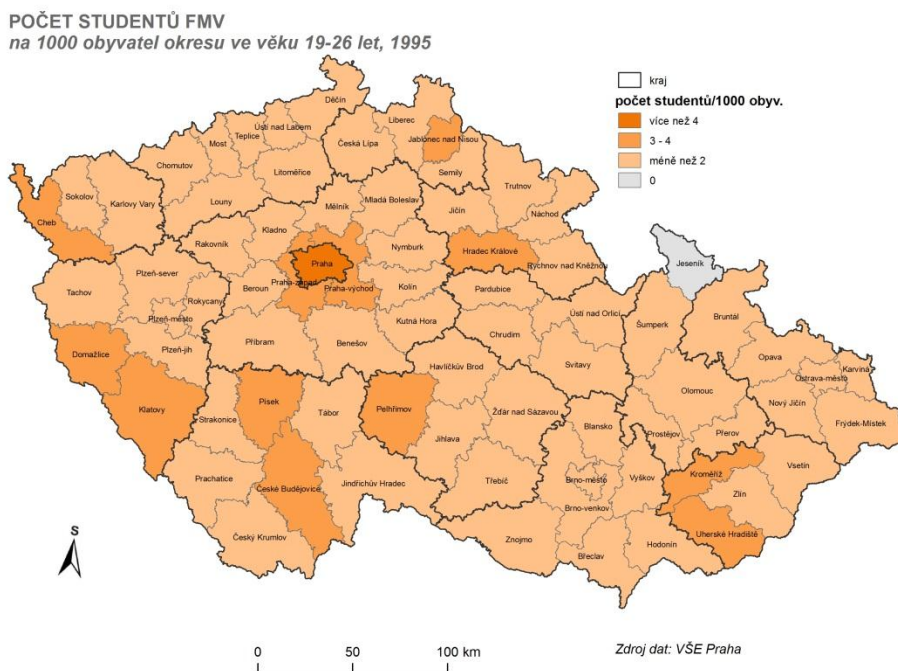 POČET STUDENTŮ FMV
na 1000 obyvatel okresu ve věku 19-26 let, 1995
kraj
počet studentů/1000 obyv.
více než 4
3 - 4
méně než 2
0
Děčín
Liberec
Ústí nad Labem
Teplice
Most
Česká Lípa
Jablonec nad Nisou
Chomutov
Litoměřice
Semily
Trutnov
Sokolov
Karlovy Vary
Louny
Mělník
Mladá Boleslav
Jičín
Náchod
Cheb
Kladno
Rakovník
Nymburk
Hradec Králové
Praha
Rychnov nad Kněžnou
Jeseník
Plzeň-sever
Praha-západ
Praha-východ
Kolín
Tachov
Rokycany
Beroun
Pardubice
Plzeň-město
Kutná Hora
Ústí nad Orlicí
Šumperk
Bruntál
Chrudim
Příbram
Benešov
Plzeň-jih
Domažlice
Svitavy
Opava
Havlíčkův Brod
Karviná
Ostrava-město
Klatovy
Písek
Pelhřimov
Olomouc
Nový Jičín
Strakonice
Tábor
Žďár nad Sázavou
Frýdek-Místek
Blansko
Jihlava
Prostějov
Přerov
Vsetín
Prachatice
České Budějovice
Jindřichův Hradec
Třebíč
Brno-město
Vyškov
Kroměříž
Zlín
Brno-venkov
Český Krumlov
Znojmo
Uherské Hradiště
Hodonín
Břeclav
S
0 50 100 km
Zdroj dat: VŠE Praha